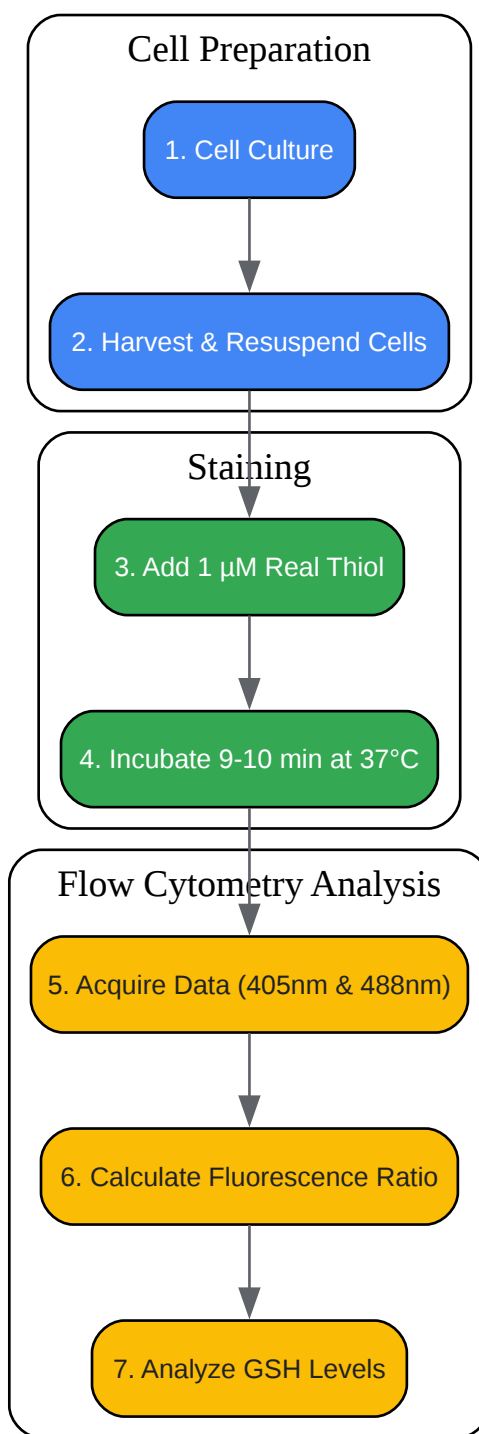 Cell Preparation
1. Cell Culture
2. Harvest & Resuspend Cells
Staining
3. Add 1 µM Real Thiol
4. Incubate 9-10 min at 37°C
Flow Cytometry Analysis
5. Acquire Data (405nm & 488nm)
6. Calculate Fluorescence Ratio
7. Analyze GSH Levels